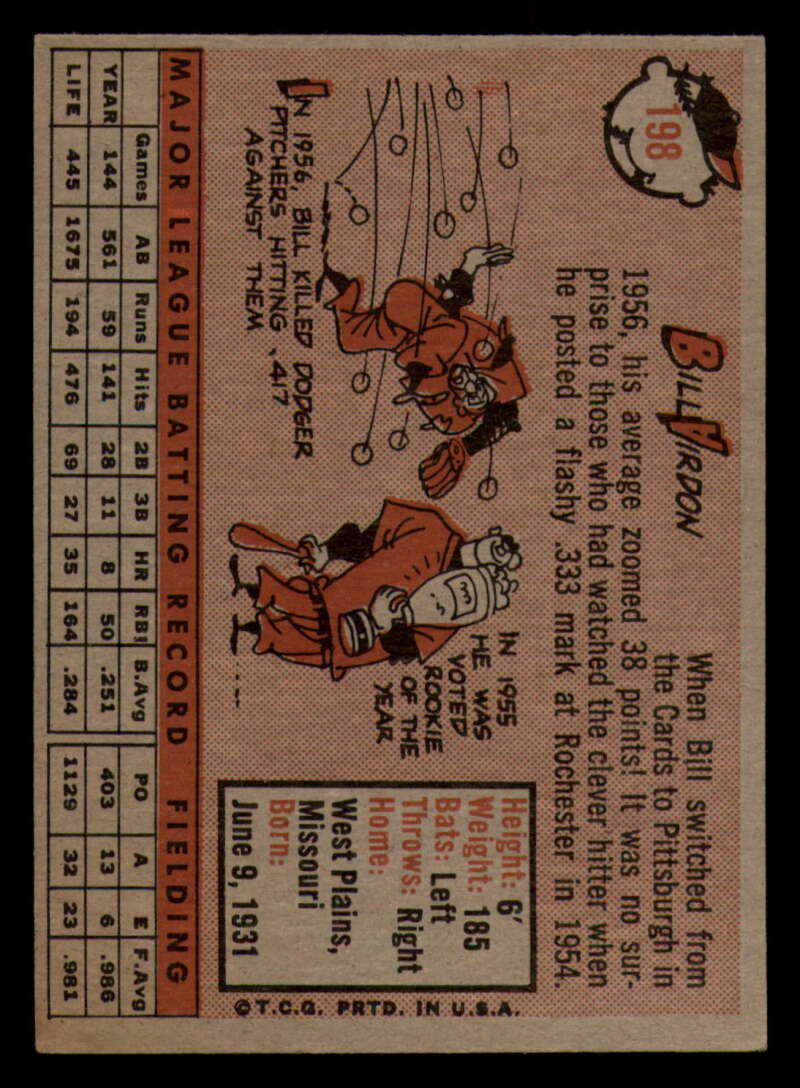 198
BILL VIRDON
When Bill switched from
the Cards to Pittsburgh in
1956, his average zoomed 38 points! It was no sur-
prise to those who had watched the clever hitter when
he posted a flashy .333 mark at Rochester in 1954.
IN 1956, BILL KILLED DODGER
PITCHERS HITTING .417
AGAINST THEM
IN 1955
HE WAS
VOTED
ROOKIE
OF THE
YEAR
Height: 6'
Weight: 185
Bats: Left
Throws: Right
Home:
West Plains,
Missouri
Born:
June 9, 1931
©T.C.G. PRTD. IN U.S.A.
MAJOR LEAGUE BATTING RECORD FIELDING
Games AB Runs Hits 2B 3B HR RBI B.Avg PO A E F.Avg
YEAR 144 561 59 141 28 11 8 50 .251 403 13 6 .986
LIFE 445 1675 194 476 69 27 35 164 .284 1129 32 23 .981